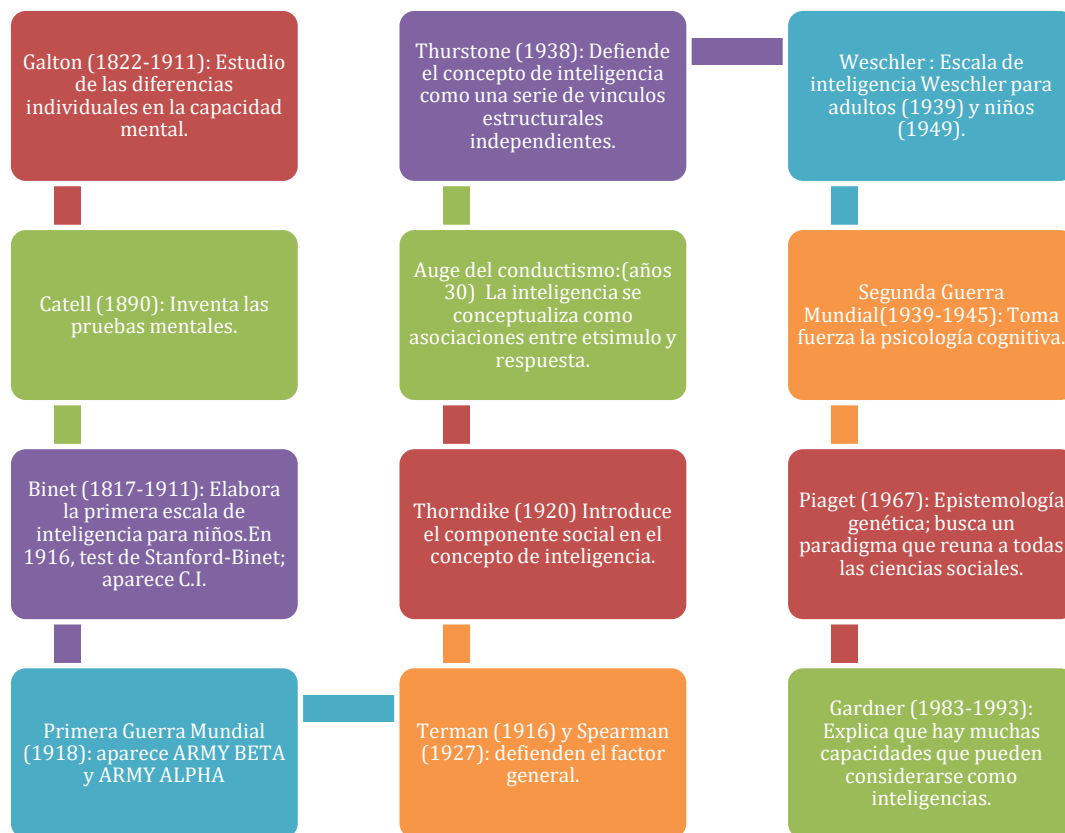 Galton (1822-1911): Estudio
de las diferencias
individuales en la capacidad
mental.
Catell (1890): Inventa las
pruebas mentales.
Binet (1817-1911): Elabora
la primera escala de
inteligencia para niños.En
1916, test de Stanford-Binet;
aparece C.I.
Primera Guerra Mundial
(1918): aparece ARMY BETA
y ARMY ALPHA
Terman (1916) y Spearman
(1927): defienden el factor
general.
Thorndike (1920) Introduce
el componente social en el
concepto de inteligencia.
Auge del conductismo:(años
30) La inteligencia se
conceptualiza como
asociaciones entre etsimulo y
respuesta.
Thurstone (1938): Defiende
el concepto de inteligencia
como una serie de vinculos
estructurales
independientes.
Weschler : Escala de
inteligencia Weschler para
adultos (1939) y niños
(1949).
Segunda Guerra
Mundial(1939-1945): Toma
fuerza la psicología cognitiva.
Piaget (1967): Epistemología
genética; busca un
paradigma que reuna a todas
las ciencias sociales.
Gardner (1983-1993):
Explica que hay muchas
capacidades que pueden
considerarse como
inteligencias.